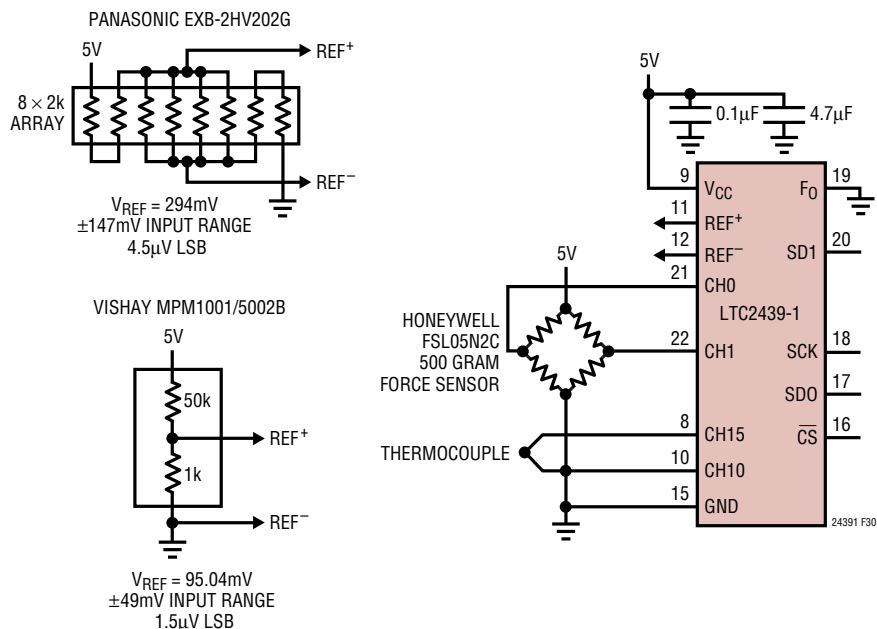 PANASONIC EXB-2HV202G
5V
REF+
8 × 2k
ARRAY
REF–
VREF = 294mV
±147mV INPUT RANGE
4.5µV LSB
VISHAY MPM1001/5002B
5V
50k
REF+
1k
REF–
VREF = 95.04mV
±49mV INPUT RANGE
1.5µV LSB
5V
0.1µF
4.7µF
9
VCC
FO
19
11
REF+
12
REF–
SD1
20
5V
21
CH0
LTC2439-1
HONEYWELL
FSL05N2C
500 GRAM
FORCE SENSOR
22
CH1
SCK
18
SDO
17
8
CH15
CS
16
THERMOCOUPLE
10
CH10
15
GND
24391 F30